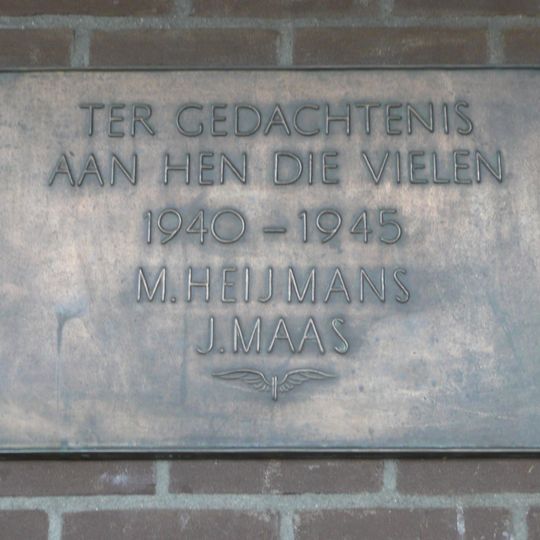 TER GEDACHTENIS
AAN HEN DIE VIELEN
1940 – 1945
M. HEIJMANS
J. MAAS